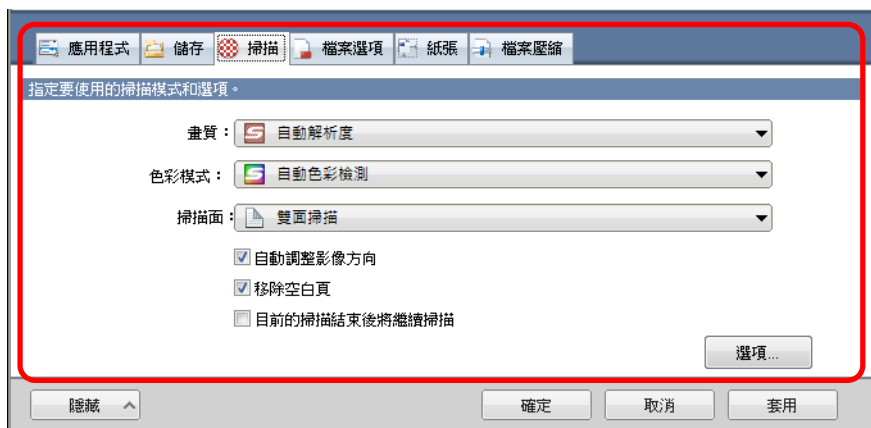 應用程式 儲存 掃描 檔案選項 紙張 檔案壓縮
指定要使用的掃描模式和選項。
畫質： 自動解析度
色彩模式： 自動色彩檢測
掃描面： 雙面掃描
自動調整影像方向
移除空白頁
目前的掃描結束後將繼續掃描
選項...
隱藏 確定 取消 套用